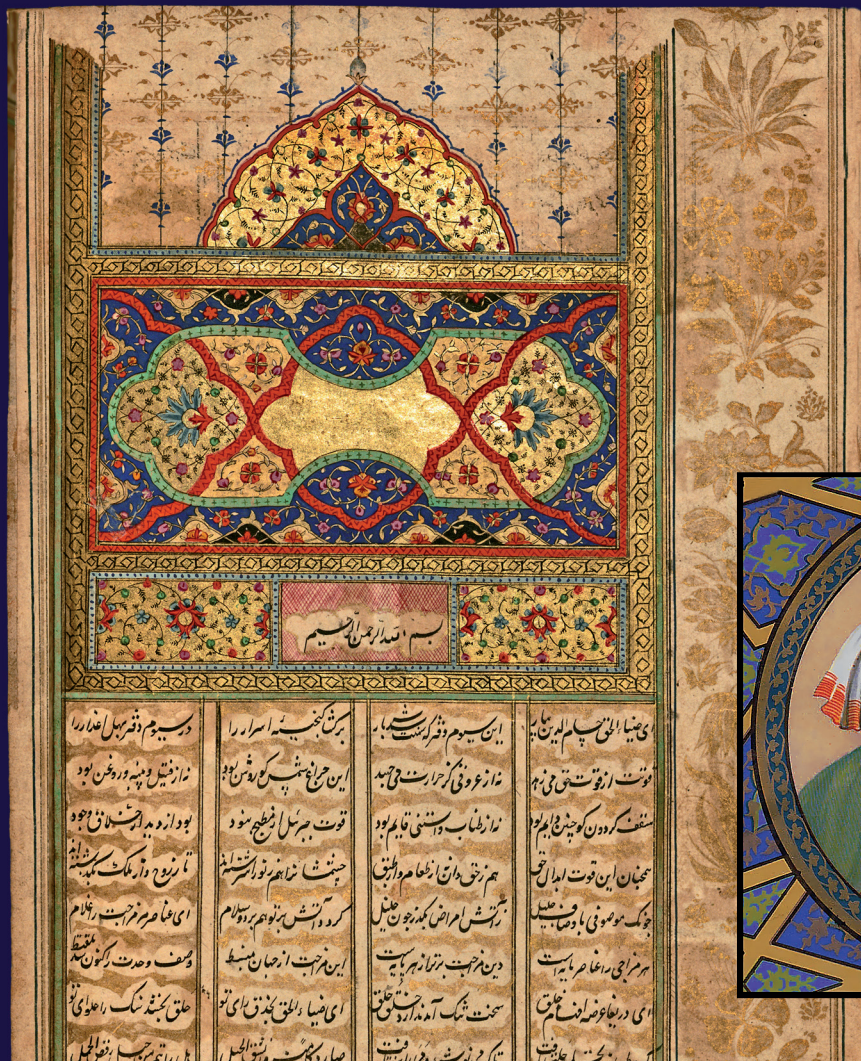 بسم الله الرحمن الرحیم
ای ضیاء الحق حسام الدین بیار این سیوم دفتر که سنت شد سه بار برگشا گنجینه اسرار را در سیوم دفتر بهل اعذار را
قوتت از قوت حق می زهد نه از عروقی کز حرارت می جهد این چراغ شمس کو روشن بود نه از فتیل و پنبه و روغن بود
سقف گردون کو چنین دایم بود نه از طناب و استنی قایم بود قوت جبریل از مطبخ نبود بود از دیدار خلاق وجود
همچنان این قوت ابدال حق هم ز حق دان نه از طعام و از طبق جسمشان را هم ز نور اسرشته‌اند تا ز روح و از ملک بگذشته‌اند
چونک موصوفی باوصاف جلیل ز آتش امراض بگذر چون خلیل گردد آتش بر تو هم برد و سلام ای عناصر مر مزاجت را غلام
هر مزاجی را عناصر مایه است وین مزاجت برتر از هر پایه است این مزاجت از جهان منبسط وصف وحدت را کنون شد ملتقط
ای دریغا عرصه افهام خلق سخت تنگ آمد ندارد خلق حلق ای ضیاء الحق بحذق رای تو حلق بخشد سنگ را حلوای تو